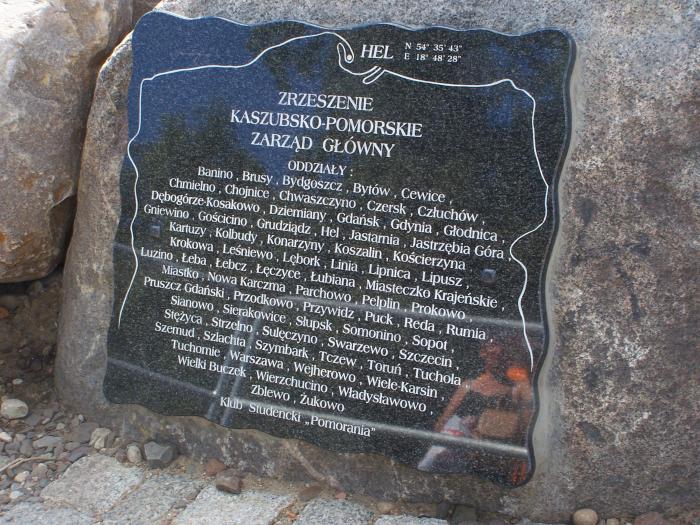 HEL N 54° 35' 43"
E 18° 48' 28"
ZRZESZENIE
KASZUBSKO-POMORSKIE
ZARZĄD GŁÓWNY
ODDZIAŁY :
Banino , Brusy , Bydgoszcz , Bytów , Cewice ,
Chmielno , Chojnice , Chwaszczyno , Czersk , Człuchów ,
Dębogórze-Kosakowo , Dziemiany , Gdańsk , Gdynia , Głodnica ,
Gniewino , Gościcino , Grudziądz , Hel , Jastarnia , Jastrzębia Góra ,
Kartuzy , Kolbudy , Konarzyny , Koszalin , Kościerzyna
Krokowa , Leśniewo , Lębork , Linia , Lipnica , Lipusz ,
Luzino , Łeba , Łebcz , Łęczyce , Łubiana , Miasteczko Krajeńskie ,
Miastko , Nowa Karczma , Parchowo , Pelplin , Prokowo ,
Pruszcz Gdański , Przodkowo , Przywidz , Puck , Reda , Rumia ,
Sianowo , Sierakowice , Słupsk , Somonino , Sopot ,
Stężyca , Strzelno , Sulęczyno , Swarzewo , Szczecin ,
Szemud , Szlachta , Szymbark , Tczew , Toruń , Tuchola ,
Tuchomie , Warszawa , Wejherowo , Wiele-Karsin ,
Wielki Buczek , Wierzchucino , Władysławowo ,
Zblewo , Żukowo
Klub Studencki „Pomorania"